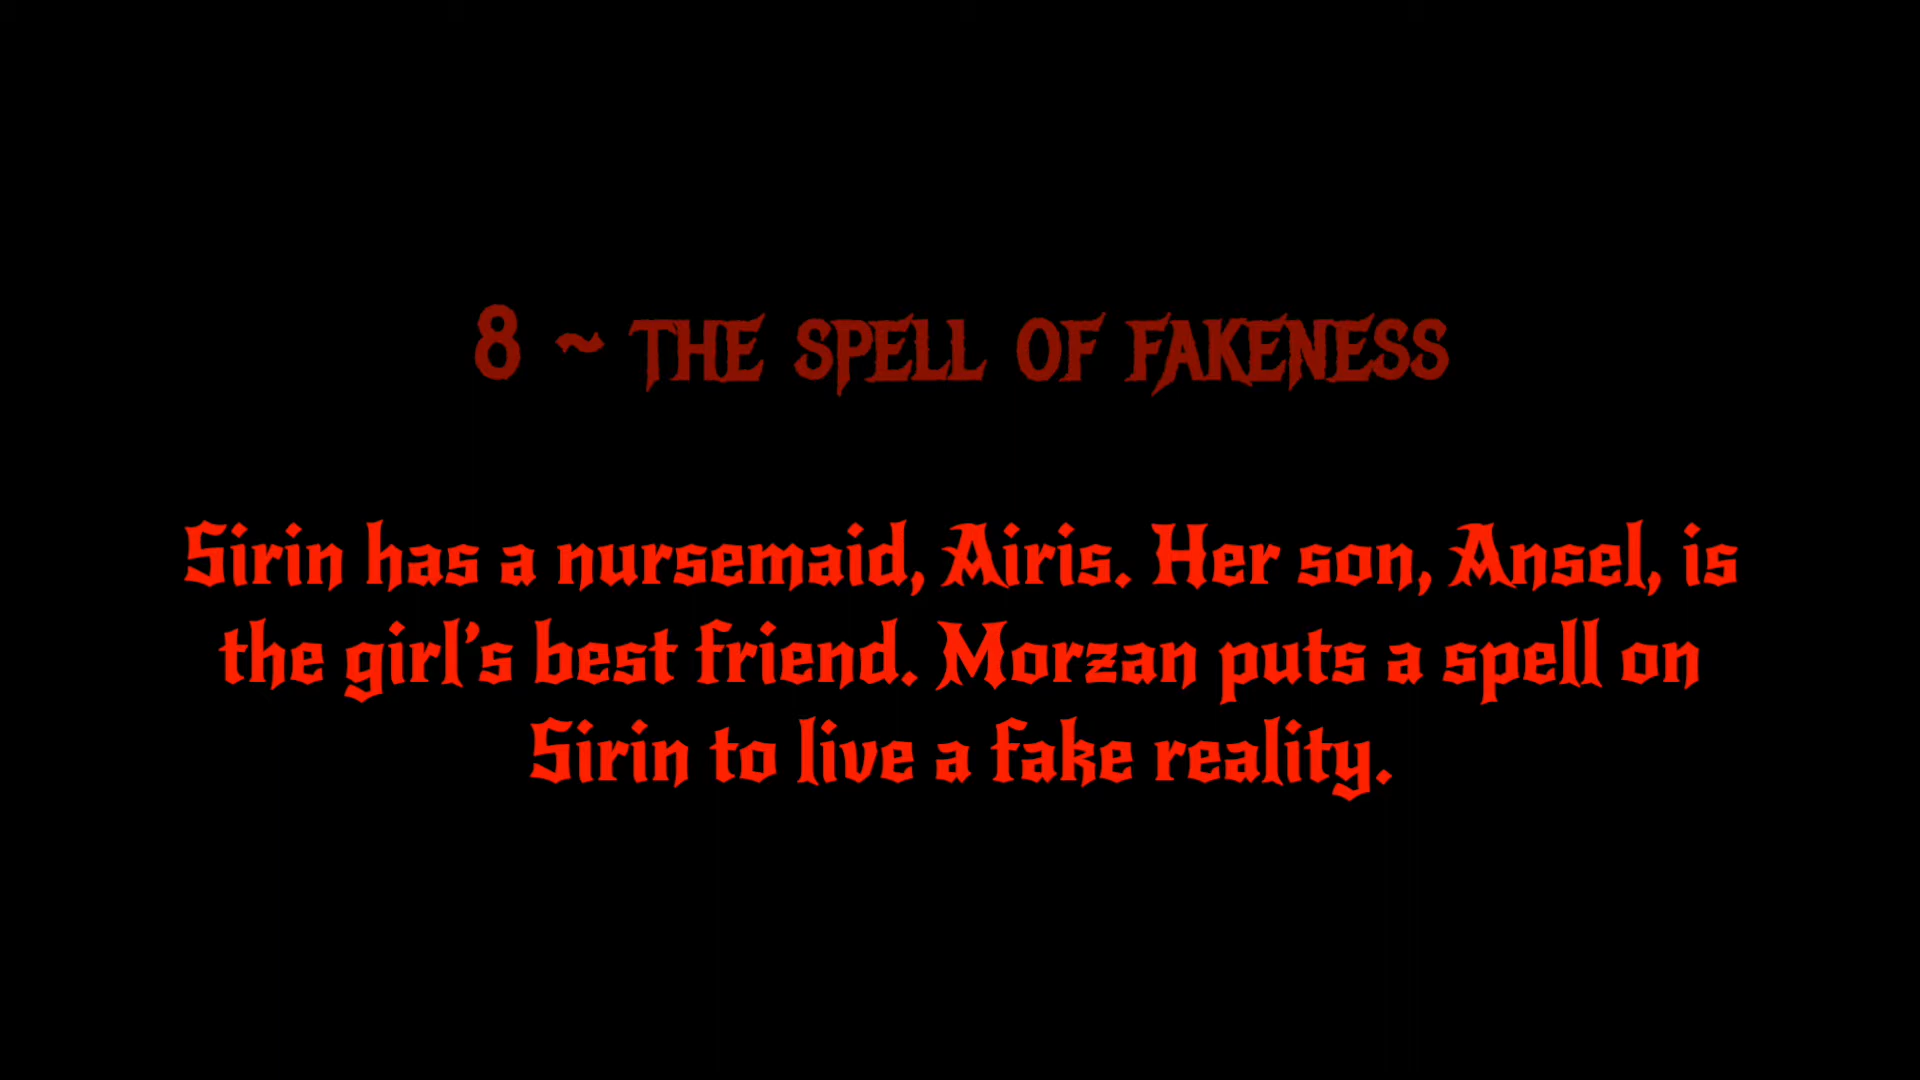 8 ~ THE SPELL OF FAKENESS
Sirin has a nursemaid, Airis. Her son, Ansel, is
the girl's best friend. Morzan puts a spell on
Sirin to live a fake reality.